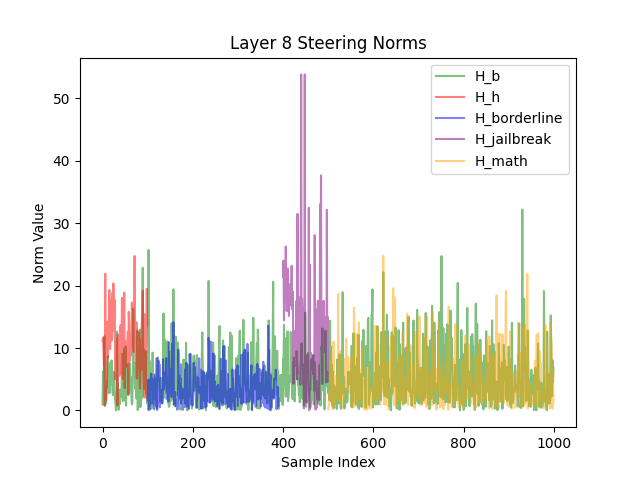 Layer 8 Steering Norms
H_b
H_h
H_borderline
H_jailbreak
H_math
Norm Value
50
40
30
20
10
0
0 200 400 600 800 1000
Sample Index